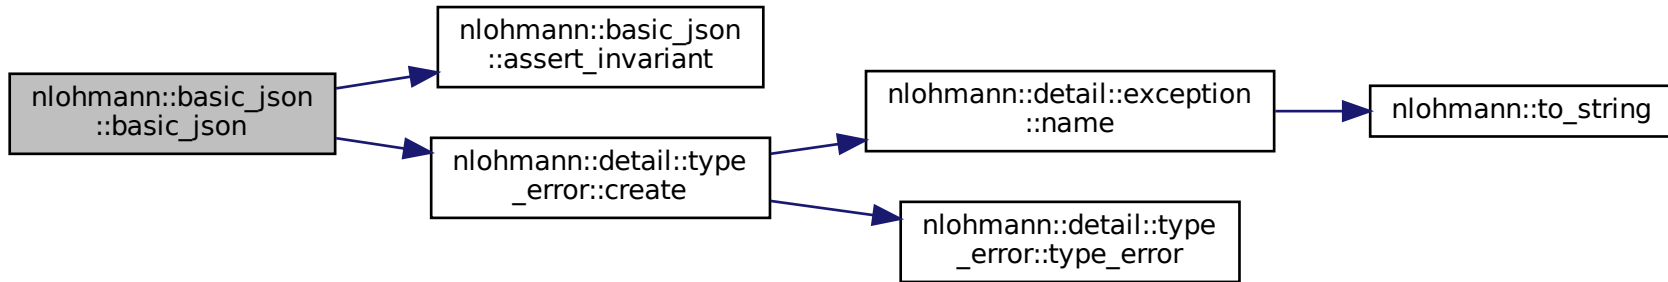 nlohmann::basic_json
::basic_json
nlohmann::basic_json
::assert_invariant
nlohmann::detail::type
_error::create
nlohmann::detail::exception
::name
nlohmann::detail::type
_error::type_error
nlohmann::to_string